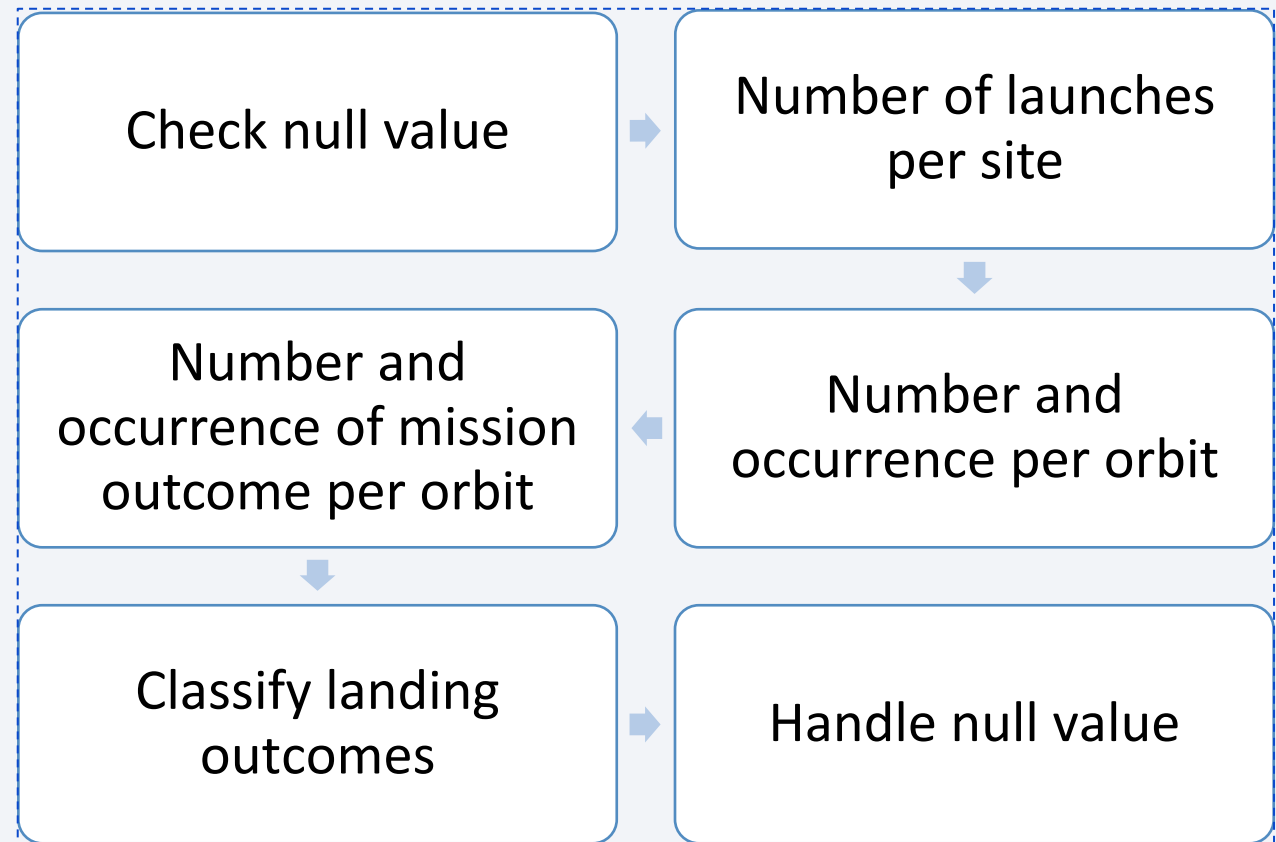 Check null value
Number of launches
per site
Number and
occurrence of mission
outcome per orbit
Number and
occurrence per orbit
Classify landing
outcomes
Handle null value